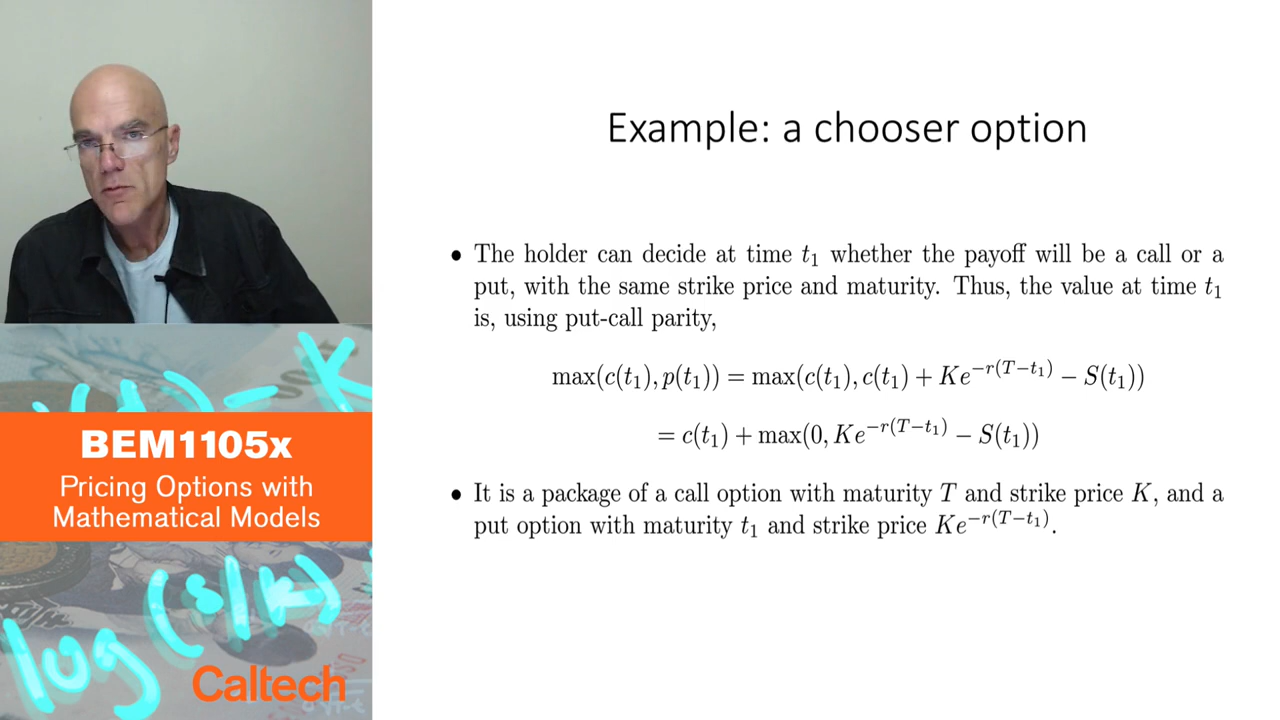 Example: a chooser option
• The holder can decide at time t₁ whether the payoff will be a call or a
put, with the same strike price and maturity. Thus, the value at time t₁
is, using put-call parity,
max(c(t₁), p(t₁)) = max(c(t₁), c(t₁) + Ke^{-r(T-t₁)} − S(t₁))
= c(t₁) + max(0, Ke^{-r(T-t₁)} − S(t₁))
• It is a package of a call option with maturity T and strike price K, and a
put option with maturity t₁ and strike price Ke^{-r(T-t₁)}.
BEM1105x
Pricing Options with
Mathematical Models
log (s/k)
Caltech